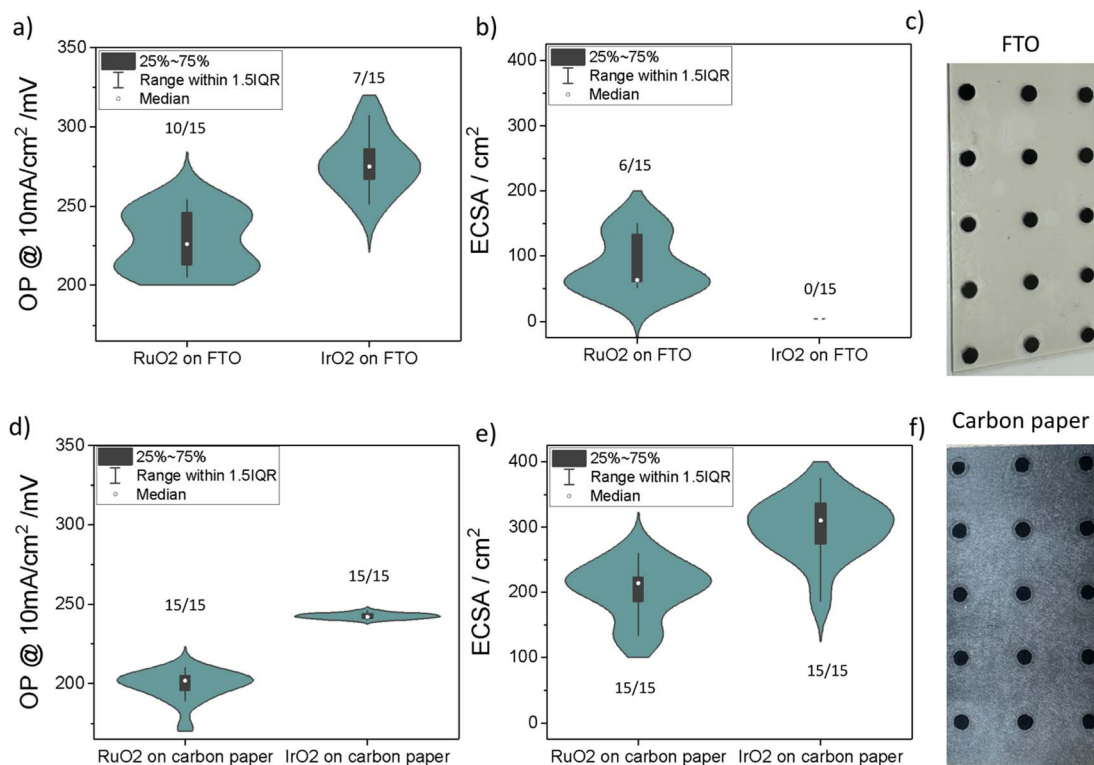 a)
350
300
250
200
OP @ 10mA/cm² /mV
25%~75%
Range within 1.5IQR
Median
10/15
7/15
RuO2 on FTO
IrO2 on FTO
b)
400
300
200
100
0
ECSA / cm²
25%~75%
Range within 1.5IQR
Median
6/15
0/15
--
RuO2 on FTO
IrO2 on FTO
c)
FTO
d)
350
300
250
200
OP @ 10mA/cm² /mV
25%~75%
Range within 1.5IQR
Median
15/15
15/15
RuO2 on carbon paper
IrO2 on carbon paper
e)
400
300
200
100
0
ECSA / cm²
25%~75%
Range within 1.5IQR
Median
15/15
15/15
RuO2 on carbon paper
IrO2 on carbon paper
f)
Carbon paper